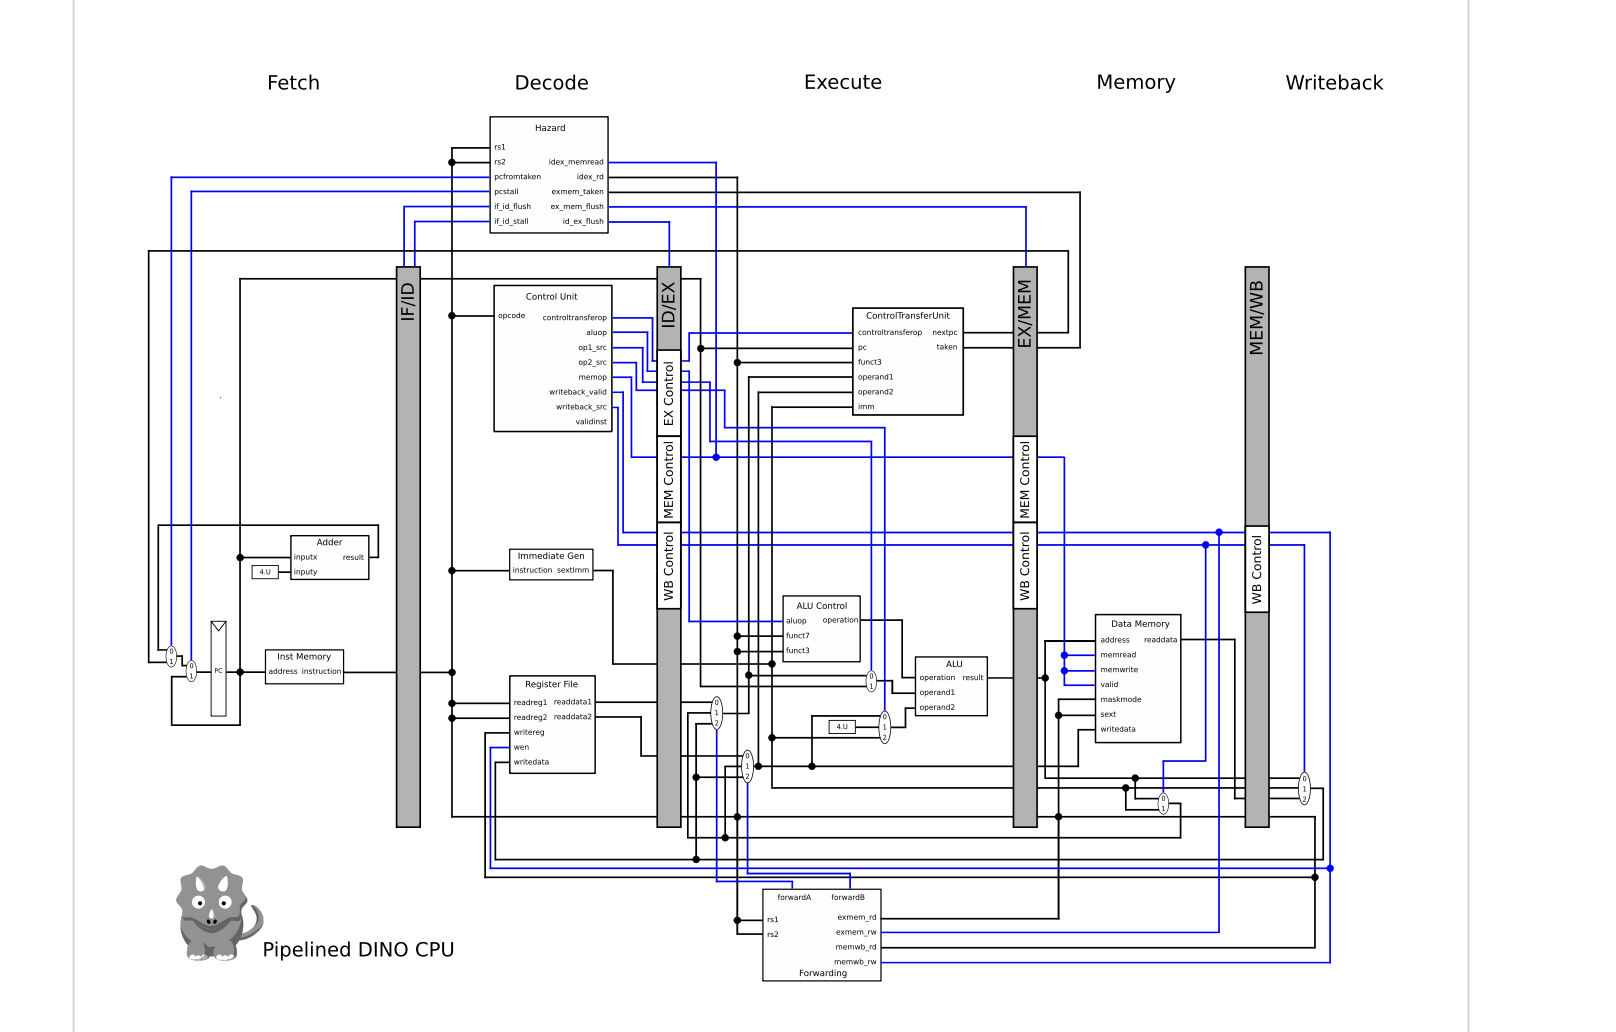 Fetch
Decode
Execute
Memory
Writeback
Hazard
rs1
rs2
idex_memread
pcfromtaken
idex_rd
pcstall
exmem_taken
if_id_flush
ex_mem_flush
if_id_stall
id_ex_flush
IF/ID
ID/EX
EX/MEM
MEM/WB
Control Unit
opcode
controltransferop
aluop
op1_src
op2_src
memop
writeback_valid
writeback_src
validinst
EX Control
MEM Control
WB Control
MEM Control
WB Control
WB Control
ControlTransferUnit
controltransferop
nextpc
pc
taken
funct3
operand1
operand2
imm
Adder
inputx
result
4.U
inputy
0
1
0
1
PC
Inst Memory
address
instruction
Immediate Gen
instruction
sextImm
Register File
readreg1
readdata1
readreg2
readdata2
writereg
wen
writedata
0
1
2
0
1
2
ALU Control
aluop
operation
funct7
funct3
0
1
4.U
0
1
2
ALU
operation
result
operand1
operand2
Data Memory
address
readdata
memread
memwrite
valid
maskmode
sext
writedata
0
1
0
1
2
forwardA
forwardB
rs1
exmem_rd
rs2
exmem_rw
memwb_rd
memwb_rw
Forwarding
Pipelined DINO CPU